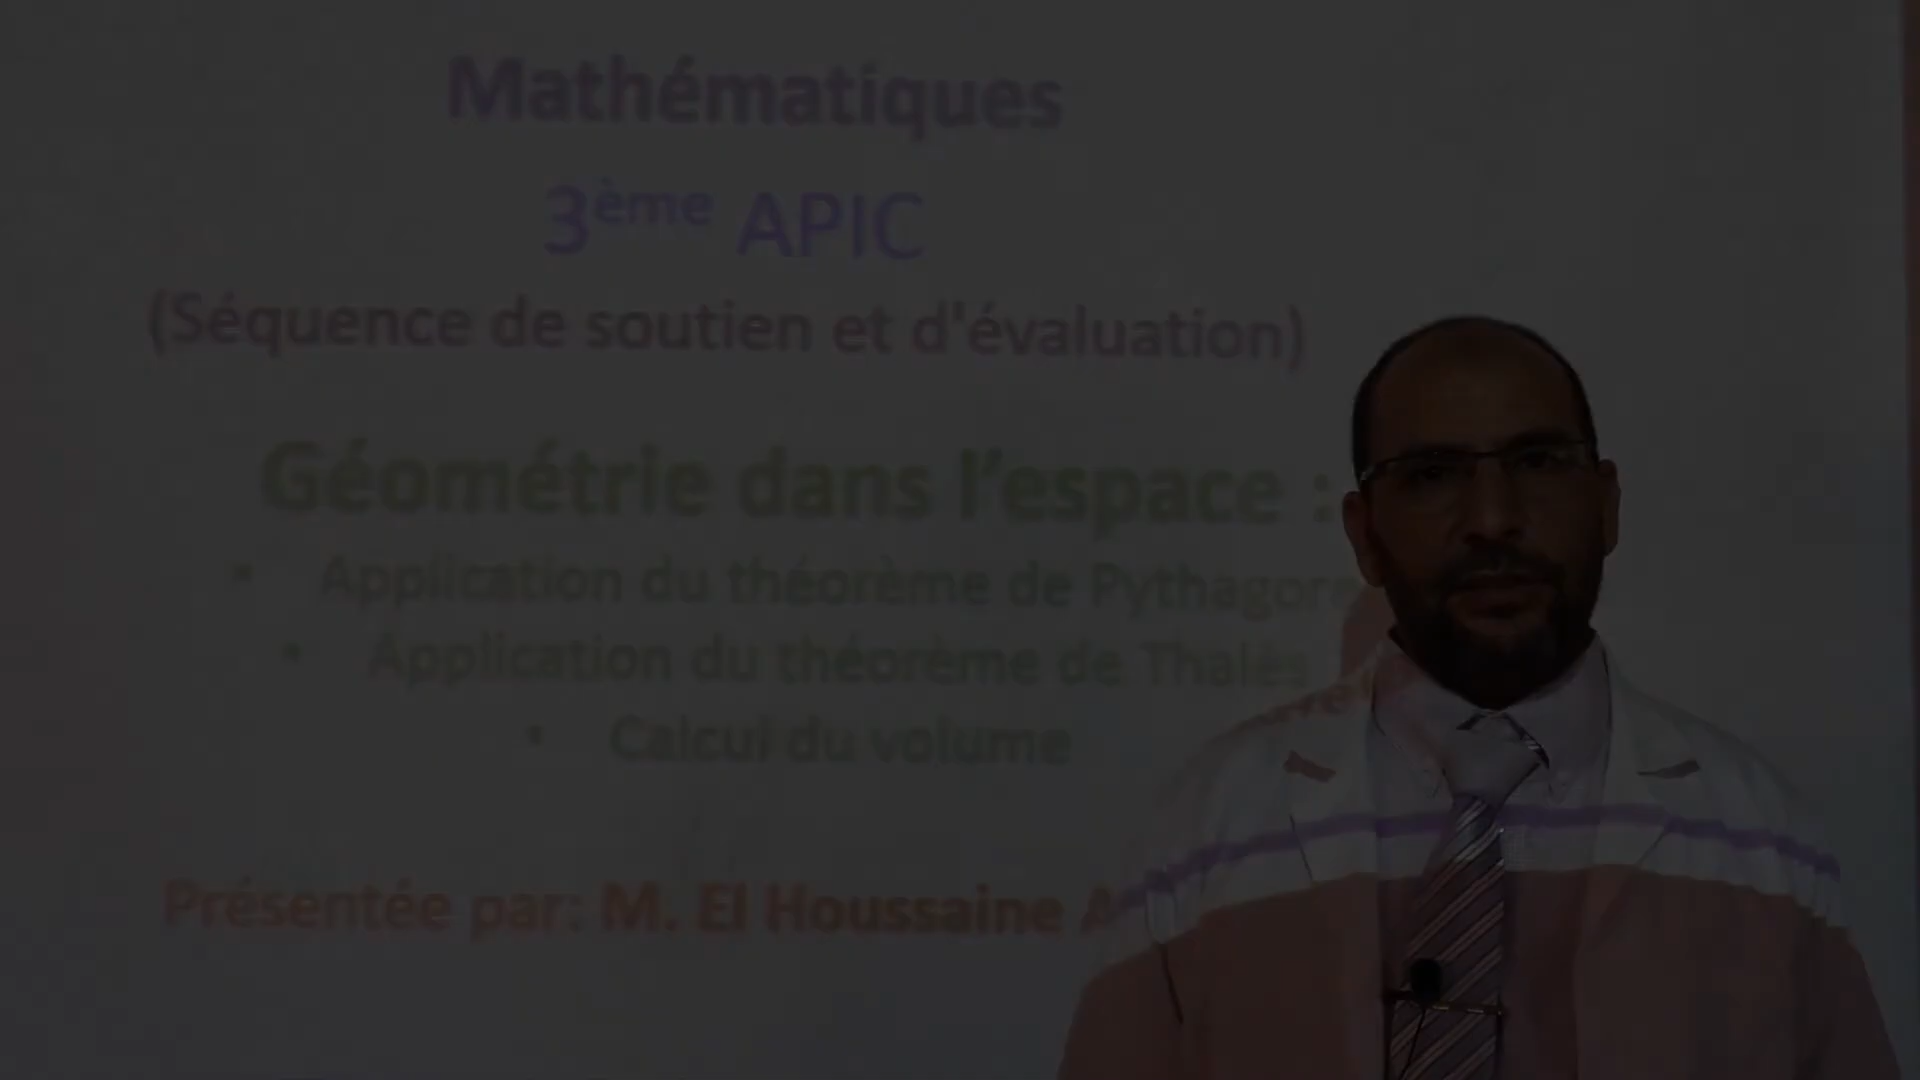 Mathématiques
3ème APIC
(Séquence de soutien et d'évaluation)
Géométrie dans l’espace :
• Application du théorème de Pythagore
• Application du théorème de Thalès
• Calcul du volume
Présentée par: M. El Houssaine